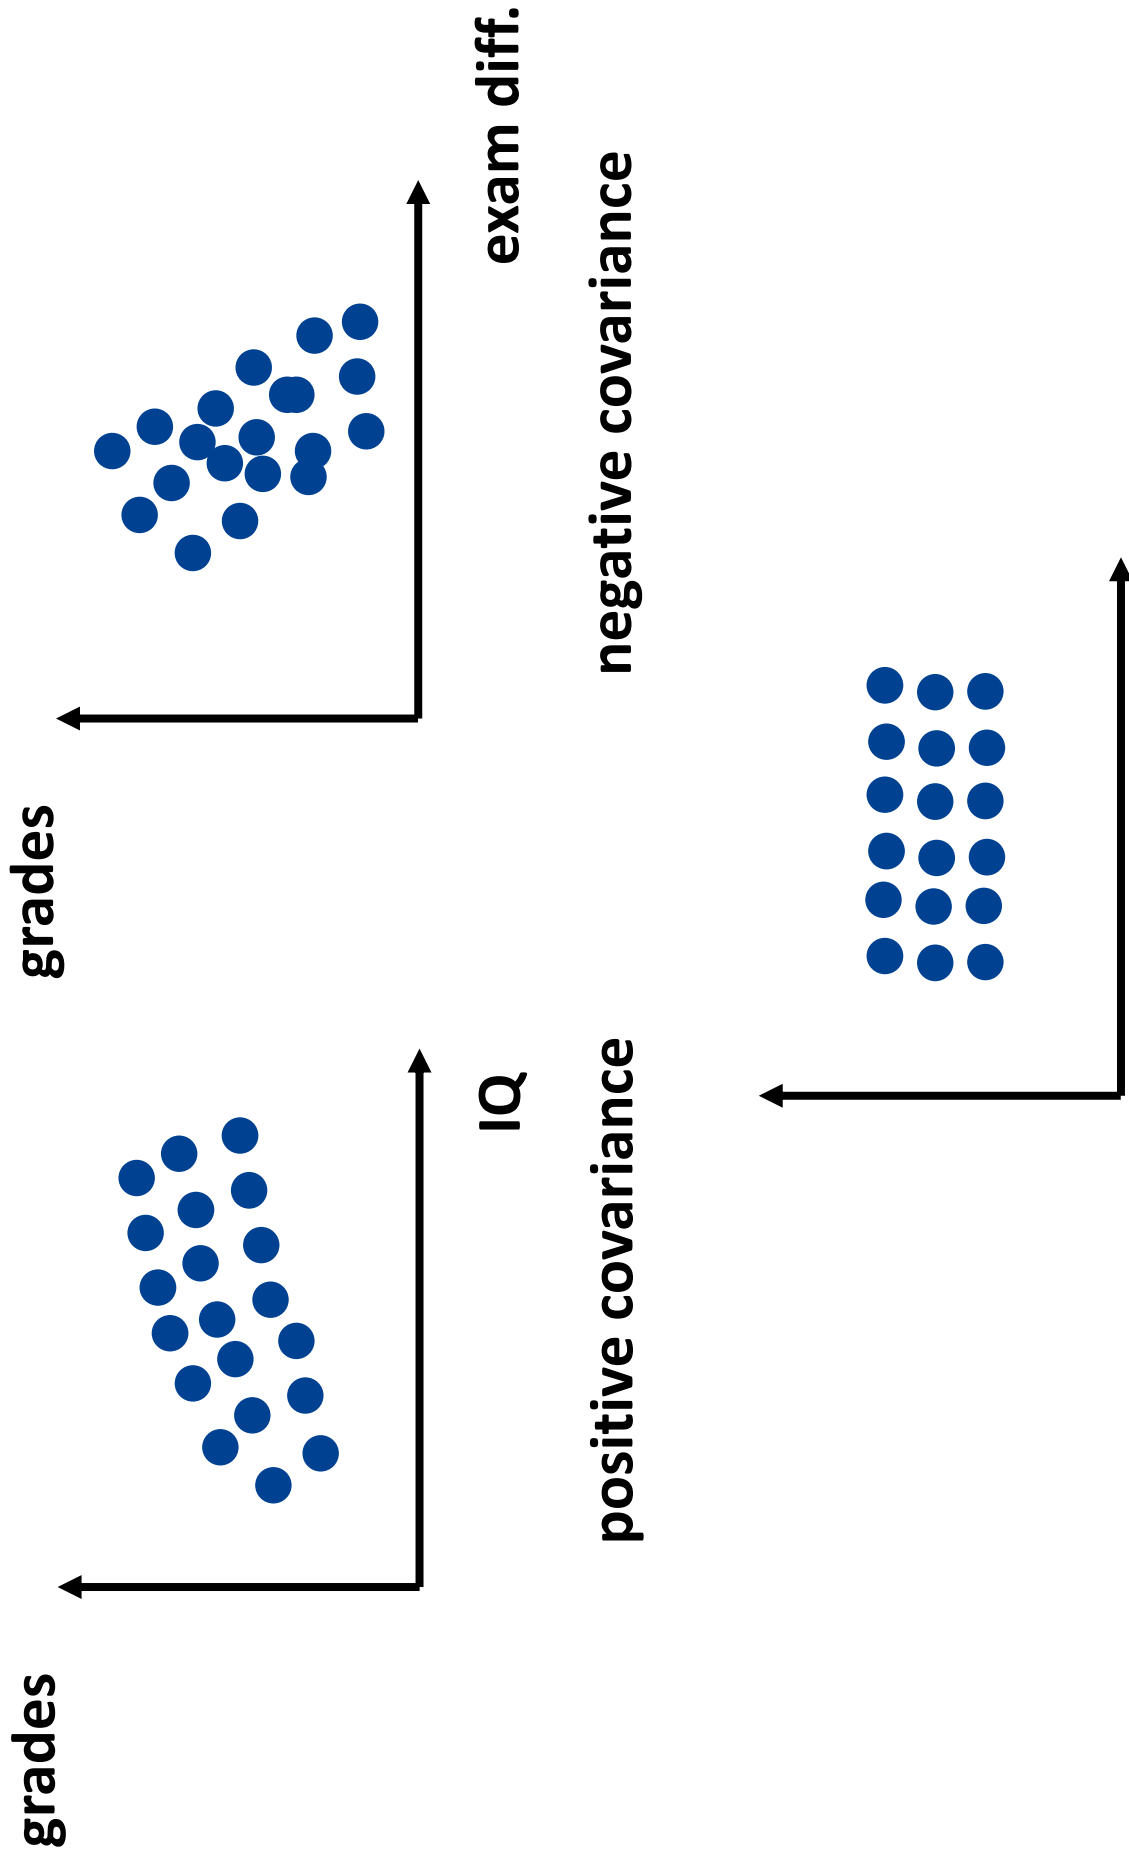 grades
IQ
positive covariance
grades
exam diff.
negative covariance